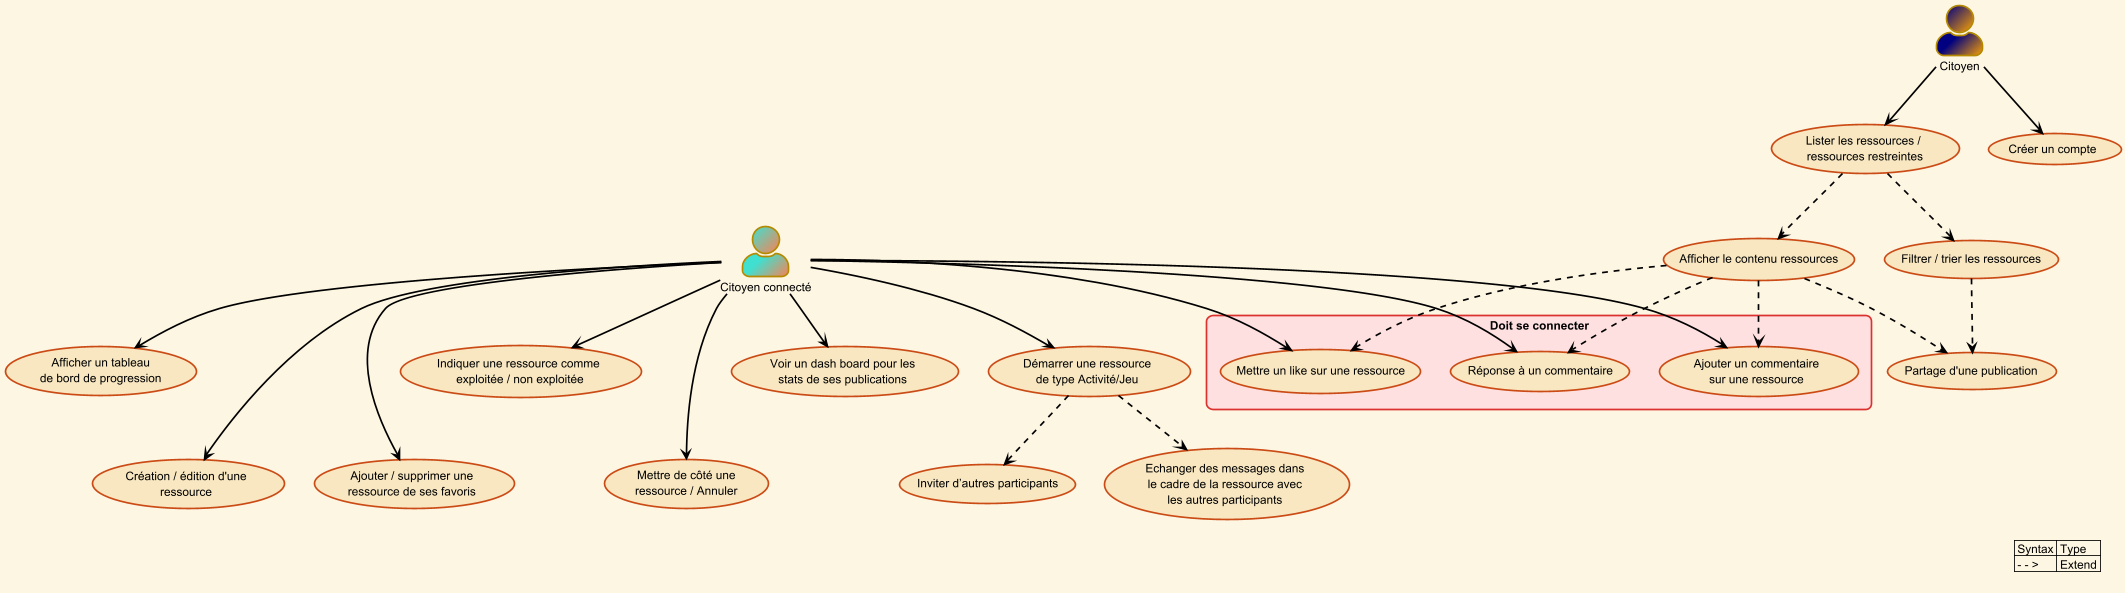 Citoyen
Lister les ressources /
ressources restreintes
Créer un compte
Citoyen connecté
Afficher le contenu ressources
Filtrer / trier les ressources
Doit se connecter
Afficher un tableau
de bord de progression
Indiquer une ressource comme
exploitée / non exploitée
Voir un dash board pour les
stats de ses publications
Démarrer une ressource
de type Activité/Jeu
Mettre un like sur une ressource
Réponse à un commentaire
Ajouter un commentaire
sur une ressource
Partage d'une publication
Création / édition d'une
ressource
Ajouter / supprimer une
ressource de ses favoris
Mettre de côté une
ressource / Annuler
Inviter d’autres participants
Echanger des messages dans
le cadre de la ressource avec
les autres participants
Syntax Type
- - > Extend